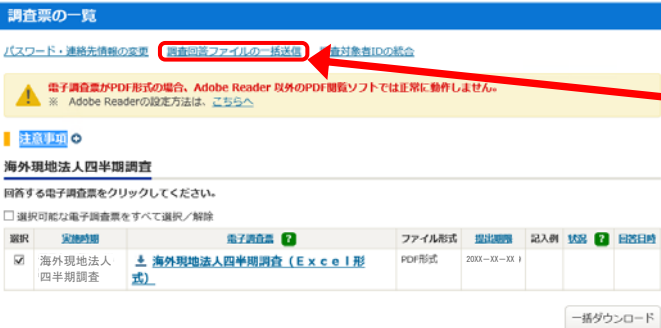 調査票の一覧
パスワード・連絡先情報の変更 調査回答ファイルの一括送信 査対象者IDの統合
電子調査票がPDF形式の場合、Adobe Reader 以外のPDF閲覧ソフトでは正常に動作しません。
※ Adobe Readerの設定方法は、こちらへ
注意事項
海外現地法人四半期調査
回答する電子調査票をクリックしてください。
選択可能な電子調査票をすべて選択／解除
選択 実施時期 電子調査票 ? ファイル形式 提出期限 記入例 状況 ? 回答日時
海外現地法人 海外現地法人四半期調査（Ｅｘｃｅｌ形 PDF形式 20XX－XX－XX
四半期調査 式）
一括ダウンロード